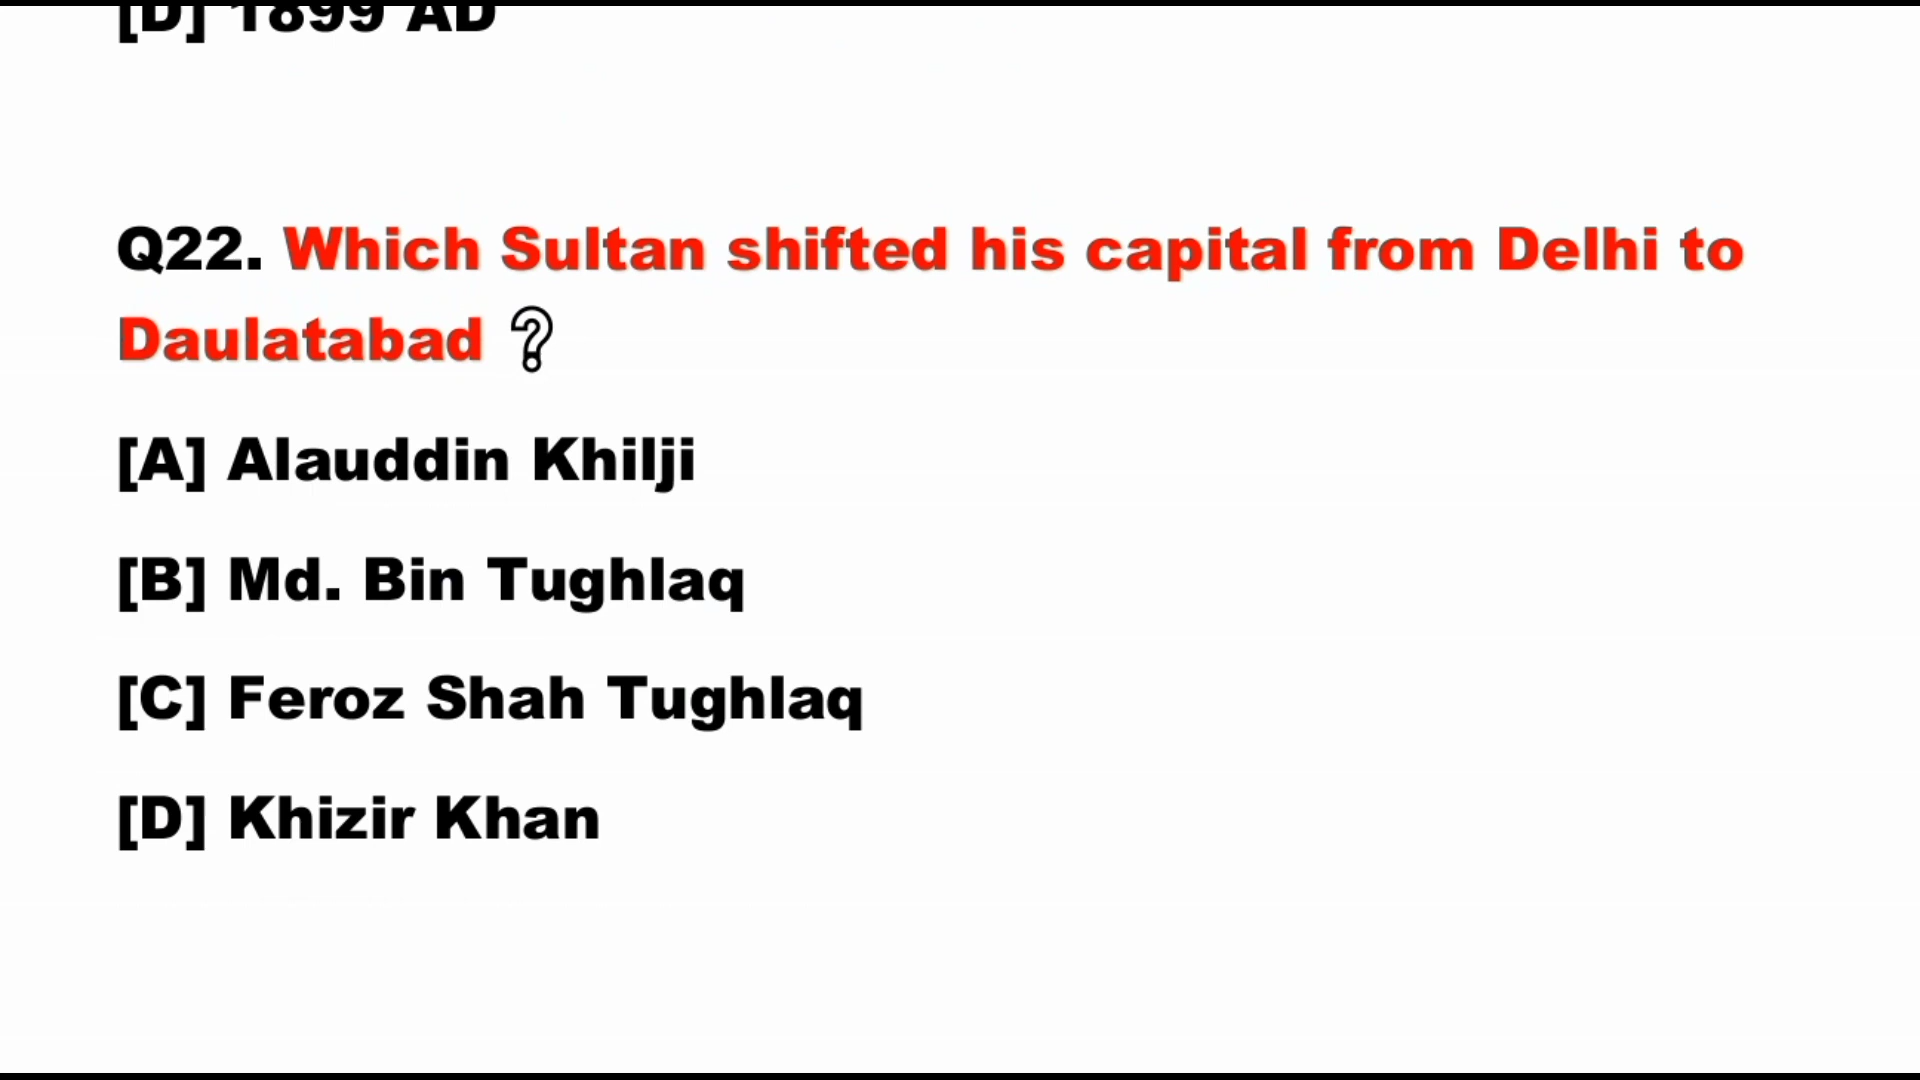 [D] 1899 AD
Q22. Which Sultan shifted his capital from Delhi to
Daulatabad ?
[A] Alauddin Khilji
[B] Md. Bin Tughlaq
[C] Feroz Shah Tughlaq
[D] Khizir Khan